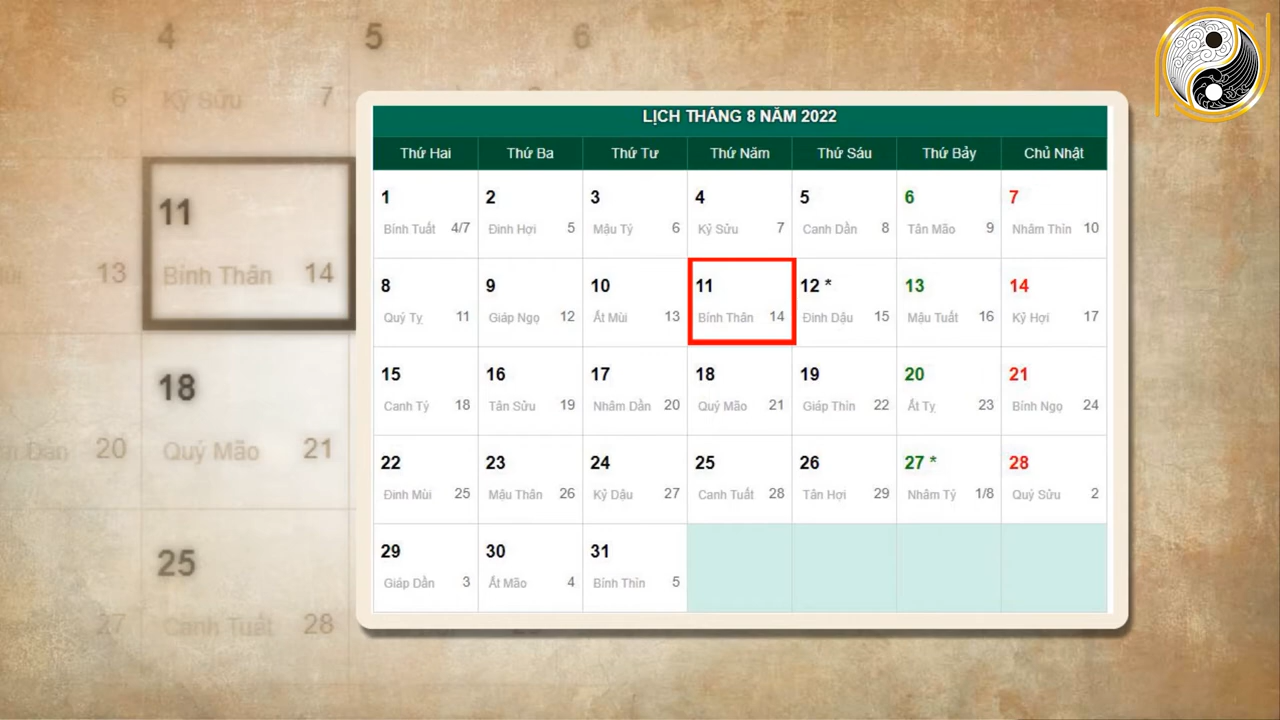 4 5 6
6 Kỷ Sửu 7
11
13 Bính Thân 14
18
20 Quý Mão 21
25
27 Canh Tuất 28
LỊCH THÁNG 8 NĂM 2022
Thứ Hai Thứ Ba Thứ Tư Thứ Năm Thứ Sáu Thứ Bảy Chủ Nhật
1 2 3 4 5 6 7
Bính Tuất 4/7 Đinh Hợi 5 Mậu Tý 6 Kỷ Sửu 7 Canh Dần 8 Tân Mão 9 Nhâm Thìn 10
8 9 10 11 12 * 13 14
Quý Tỵ 11 Giáp Ngọ 12 Ất Mùi 13 Bính Thân 14 Đinh Dậu 15 Mậu Tuất 16 Kỷ Hợi 17
15 16 17 18 19 20 21
Canh Tý 18 Tân Sửu 19 Nhâm Dần 20 Quý Mão 21 Giáp Thìn 22 Ất Tỵ 23 Bính Ngọ 24
22 23 24 25 26 27 * 28
Đinh Mùi 25 Mậu Thân 26 Kỷ Dậu 27 Canh Tuất 28 Tân Hợi 29 Nhâm Tý 1/8 Quý Sửu 2
29 30 31
Giáp Dần 3 Ất Mão 4 Bính Thìn 5